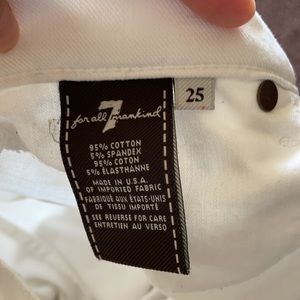 7
for all mankind
25
95% COTTON
5% SPANDEX
95% COTON
5% ÉLASTHANNE
MADE IN U.S.A.
OF IMPORTED FABRIC
FABRIQUÉ AUX ÉTATS-UNIS
DE TISSU IMPORTÉ
SEE REVERSE FOR CARE
ENTRETIEN AU VERSO